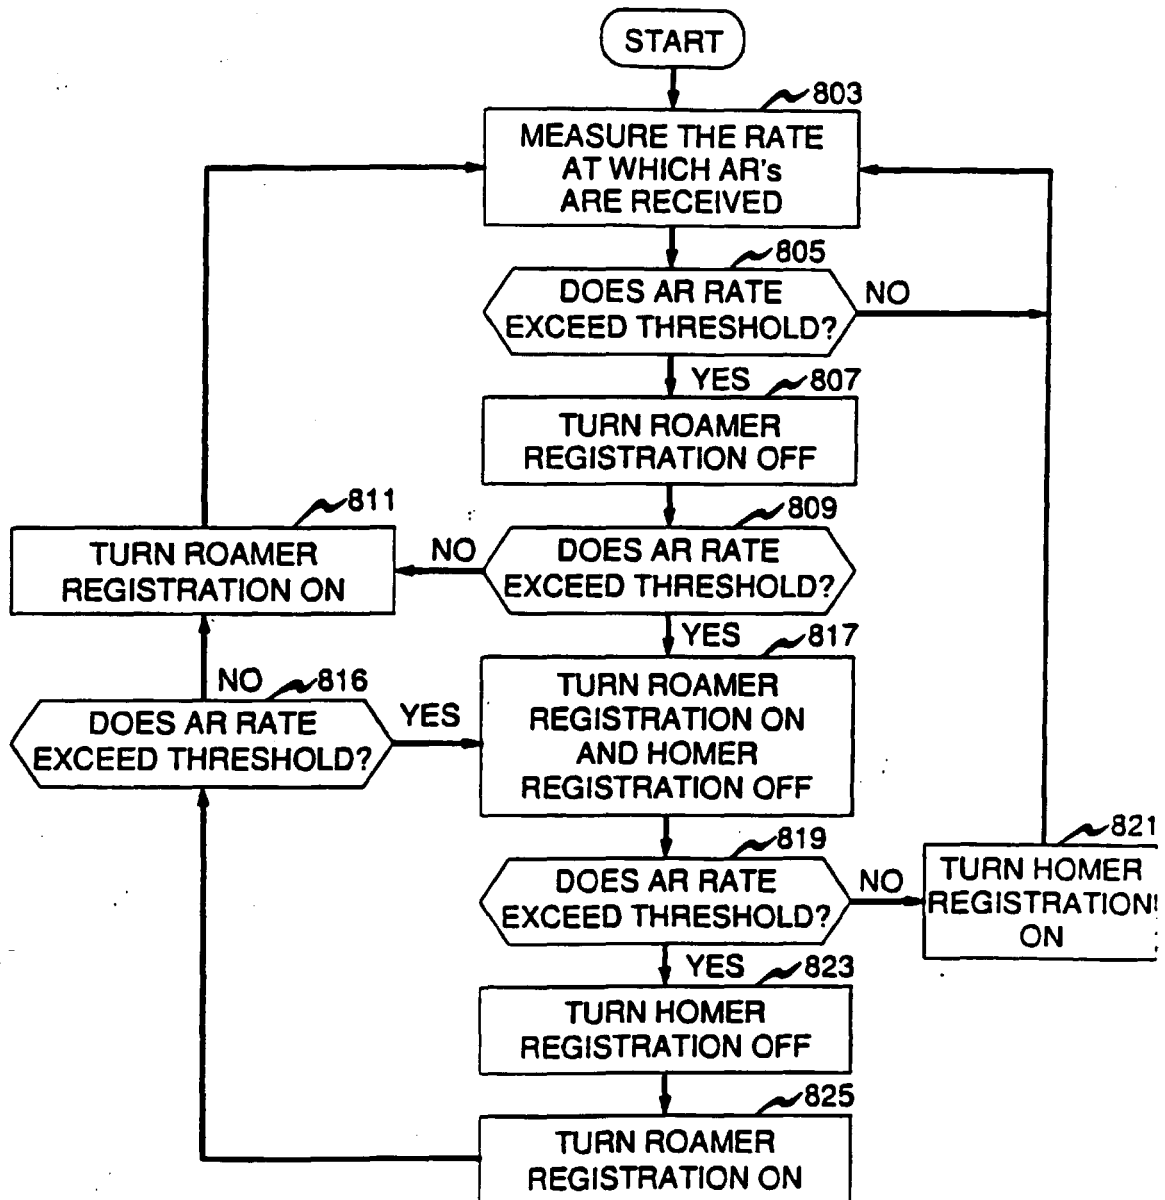 START
803
MEASURE THE RATE
AT WHICH AR's
ARE RECEIVED
805
DOES AR RATE
EXCEED THRESHOLD?
NO
YES
807
TURN ROAMER
REGISTRATION OFF
811
TURN ROAMER
REGISTRATION ON
NO
809
DOES AR RATE
EXCEED THRESHOLD?
YES
817
TURN ROAMER
REGISTRATION ON
AND HOMER
REGISTRATION OFF
NO
816
DOES AR RATE
EXCEED THRESHOLD?
YES
819
DOES AR RATE
EXCEED THRESHOLD?
NO
821
TURN HOMER
REGISTRATION
ON
YES
823
TURN HOMER
REGISTRATION OFF
825
TURN ROAMER
REGISTRATION ON